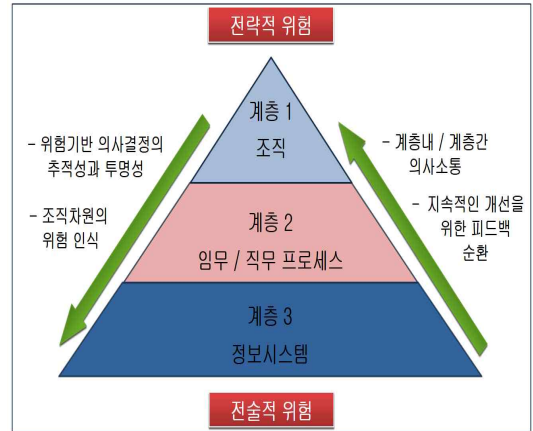 전략적 위험
계층 1
조직
- 위험기반 의사결정의
추적성과 투명성
- 조직차원의
위험 인식
- 계층내 / 계층간
의사소통
- 지속적인 개선을
위한 피드백
순환
계층 2
임무 / 직무 프로세스
계층 3
정보시스템
전술적 위험